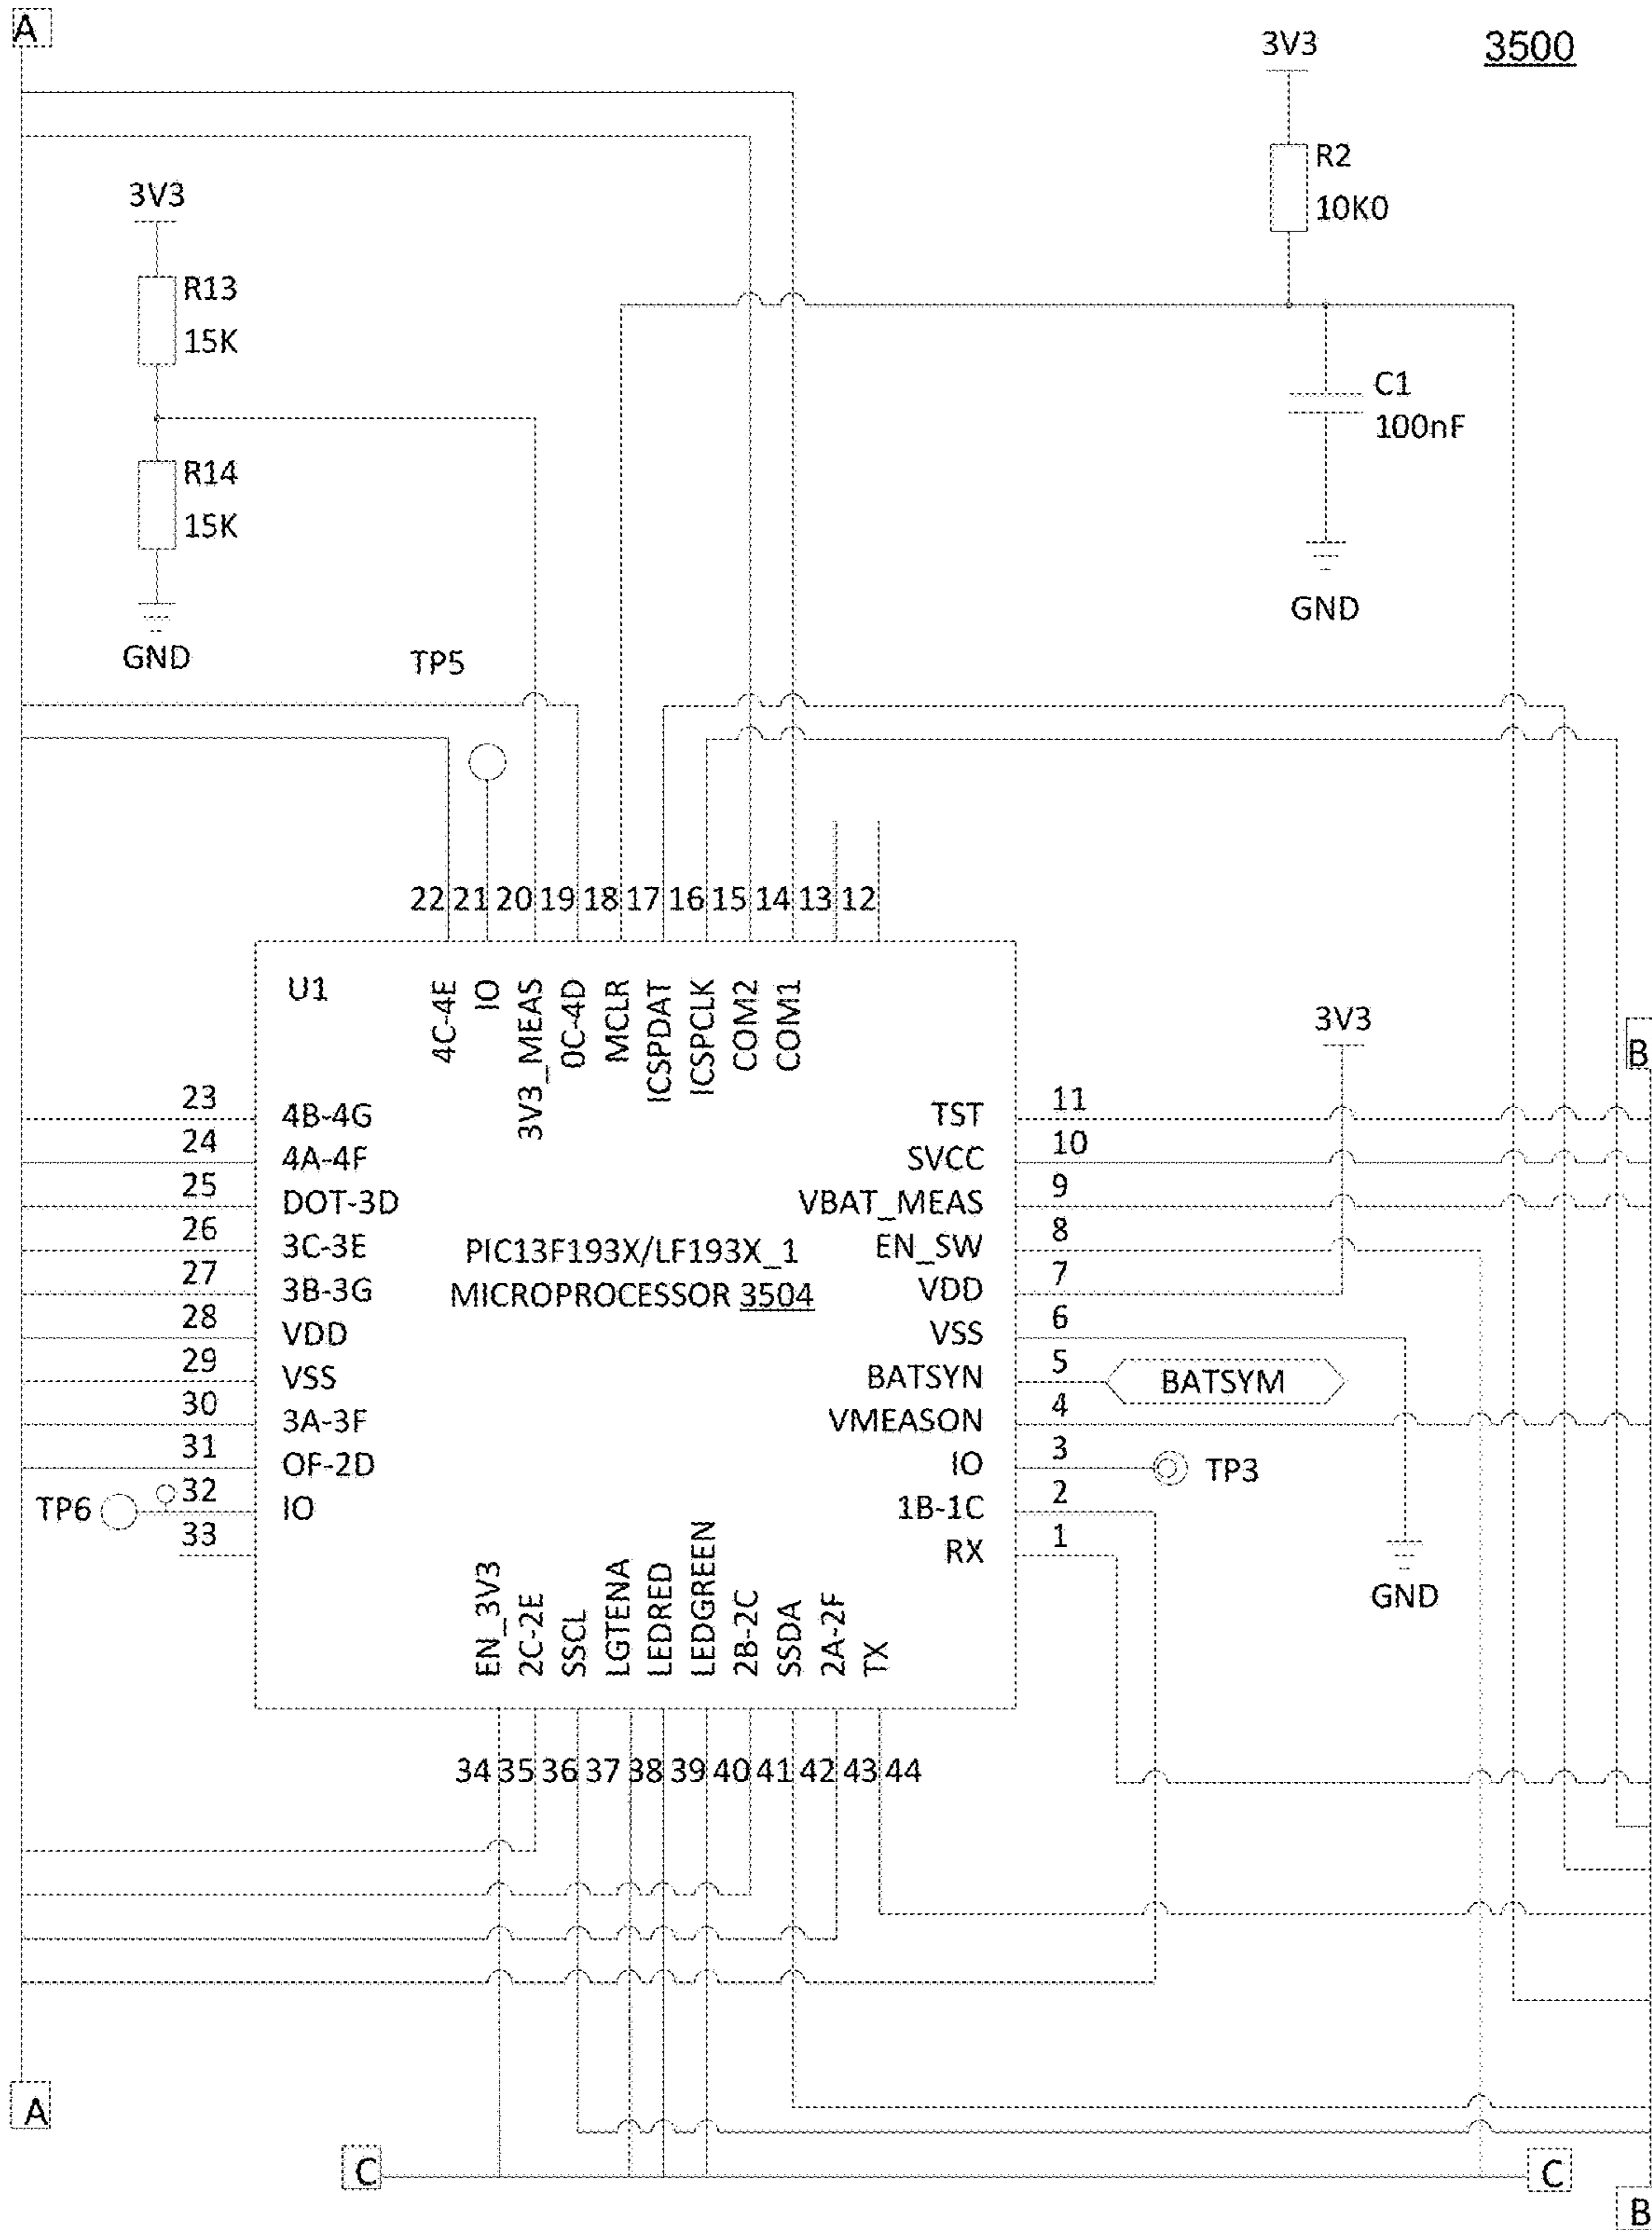 A
3V3
3500
R2
10K0
3V3
R13
15K
C1
100nF
R14
15K
GND
GND
TP5
22 21 20 19 18 17 16 15 14 13 12
U1
4C-4E
IO
3V3_MEAS
0C-4D
MCLR
ICSPDAT
ICSPCLK
COM2
COM1
3V3
B
23 4B-4G
24 4A-4F
25 DOT-3D
26 3C-3E
27 3B-3G
28 VDD
29 VSS
30 3A-3F
31 OF-2D
TP6 32 IO
33
PIC13F193X/LF193X_1
MICROPROCESSOR 3504
TST 11
SVCC 10
VBAT_MEAS 9
EN_SW 8
VDD 7
VSS 6
BATSYN 5 BATSYM
VMEASON 4
IO 3 TP3
1B-1C 2
RX 1
GND
EN_3V3
2C-2E
SSCL
LGTENA
LEDRED
LEDGREEN
2B-2C
SSDA
2A-2F
TX
34 35 36 37 38 39 40 41 42 43 44
A
C
C
B